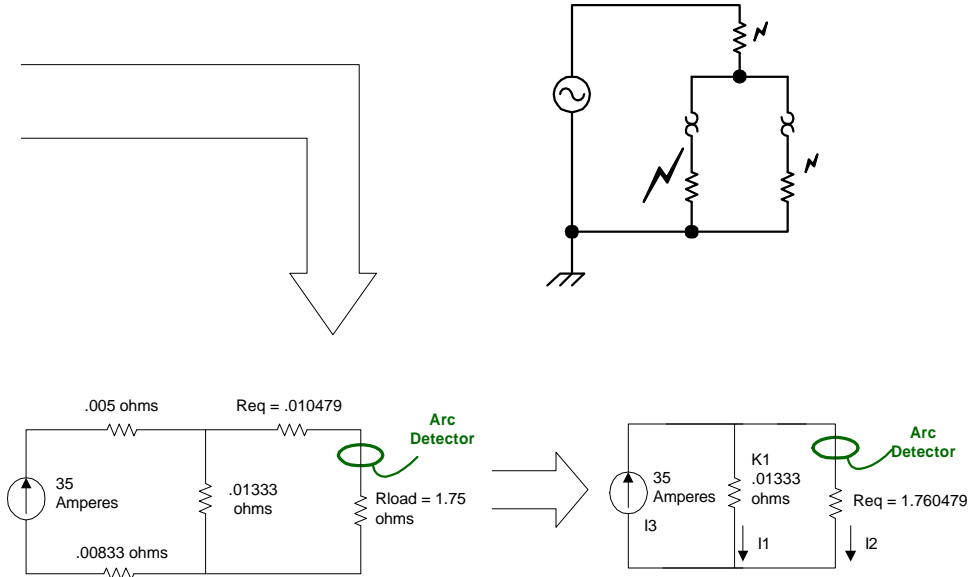 .005 ohms
Req = .010479
Arc
Detector
35
Amperes
.01333
ohms
Rload = 1.75
ohms
.00833 ohms
Arc
Detector
K1
.01333
ohms
35
Amperes
I3
Req = 1.760479
I1
I2